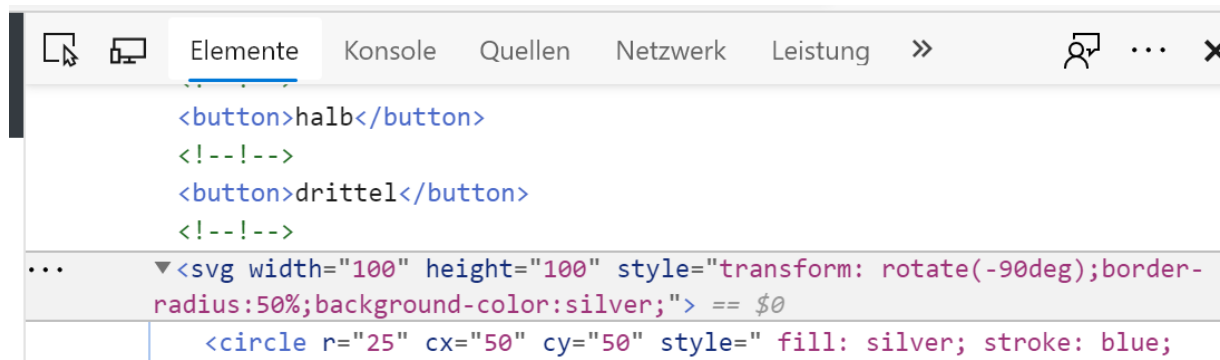 Elemente Konsole Quellen Netzwerk Leistung »
<button>halb</button>
<!--!-->
<button>drittel</button>
<!--!-->
··· ▼<svg width="100" height="100" style="transform: rotate(-90deg);border-
radius:50%;background-color:silver;"> == $0
<circle r="25" cx="50" cy="50" style=" fill: silver; stroke: blue;